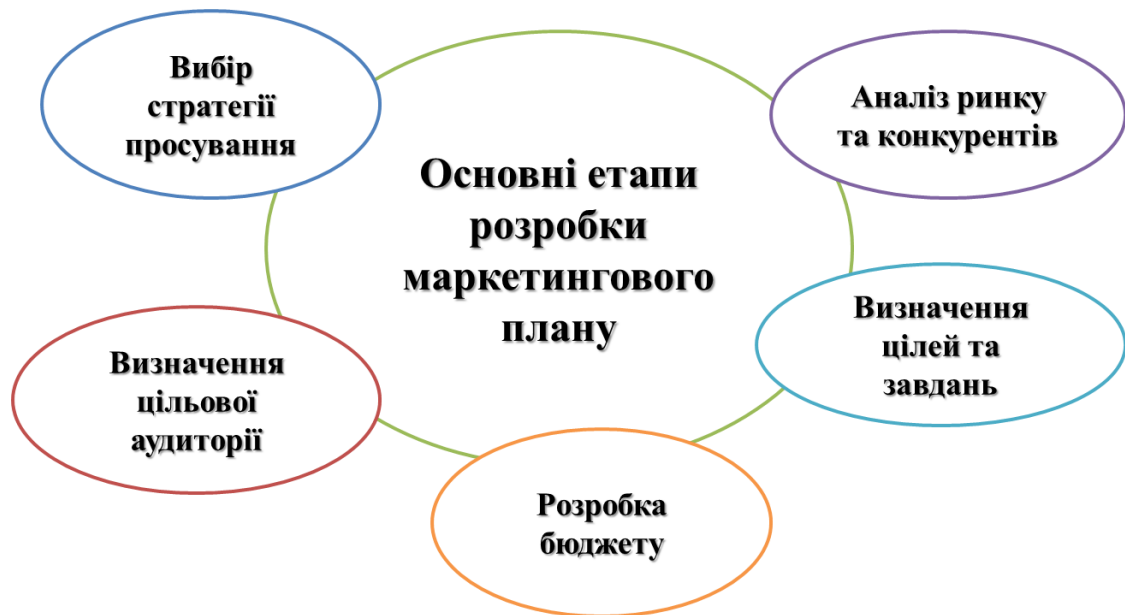 Вибір
стратегії
просування
Аналіз ринку
та конкурентів
Основні етапи
розробки
маркетингового
плану
Визначення
цілей та
завдань
Визначення
цільової
аудиторії
Розробка
бюджету